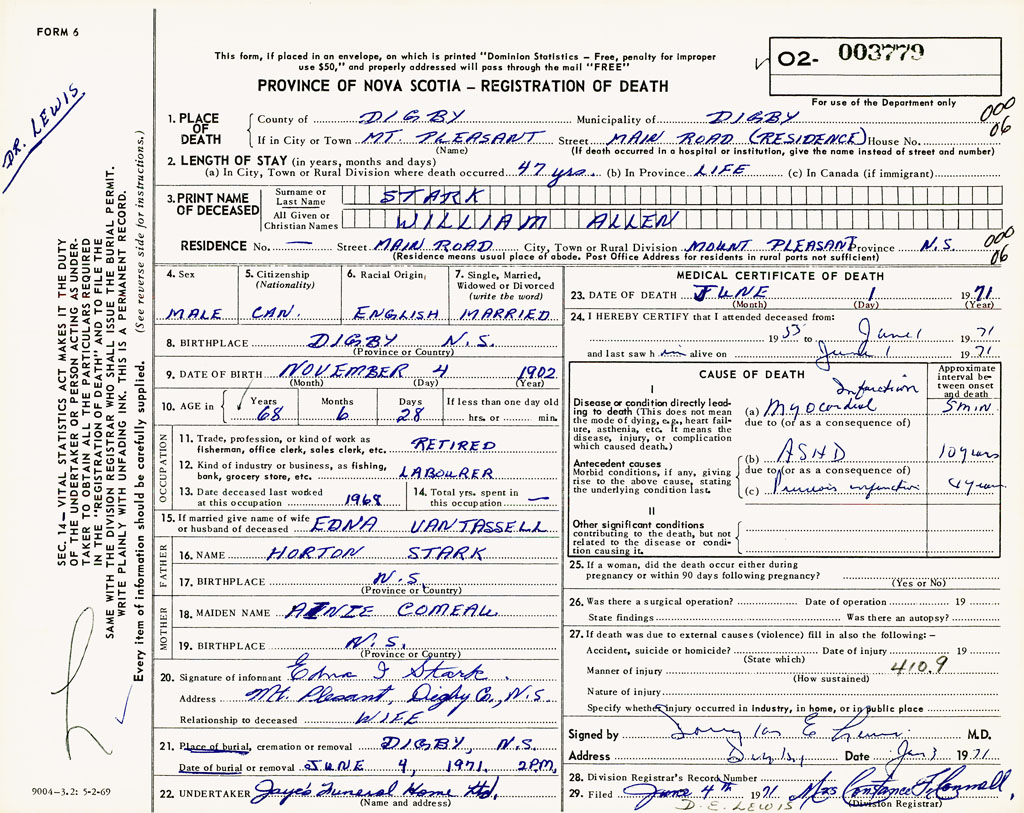 FORM 6
DR. LEWIS
This form, if placed in an envelope, on which is printed "Dominion Statistics - Free, penalty for improper
use $50," and properly addressed will pass through the mail "FREE"
PROVINCE OF NOVA SCOTIA - REGISTRATION OF DEATH
02- 003779
For use of the Department only
000
06
1. PLACE OF DEATH
County of DIGBY Municipality of DIGBY
If in City or Town MT. PLEASANT Street MAIN ROAD (RESIDENCE) House No.
(Name) (If death occurred in a hospital or institution, give the name instead of street and number)
2. LENGTH OF STAY (in years, months and days)
(a) In City, Town or Rural Division where death occurred 47 yrs. (b) In Province LIFE (c) In Canada (if immigrant)
3. PRINT NAME OF DECEASED
Surname or Last Name STARK
All Given or Christian Names WILLIAM ALLEN
RESIDENCE No. — Street MAIN ROAD City, Town or Rural Division MOUNT PLEASANT Province N.S.
(Residence means usual place of abode. Post Office Address for residents in rural parts not sufficient)
000
06
4. Sex
MALE
5. Citizenship
(Nationality)
CAN.
6. Racial Origin
ENGLISH
7. Single, Married,
Widowed or Divorced
(write the word)
MARRIED
8. BIRTHPLACE DIGBY N.S.
(Province or Country)
9. DATE OF BIRTH NOVEMBER 4 1902
(Month) (Day) (Year)
10. AGE in
Years Months Days If less than one day old
68 6 28 hrs. or min.
OCCUPATION
11. Trade, profession, or kind of work as
fisherman, office clerk, sales clerk, etc. RETIRED
12. Kind of industry or business, as fishing,
bank, grocery store, etc. LABOURER
13. Date deceased last worked
at this occupation 1968
14. Total yrs. spent in
this occupation —
15. If married give name of wife
or husband of deceased EDNA VANTASSELL
FATHER
16. NAME HORTON STARK
17. BIRTHPLACE N.S.
(Province or Country)
MOTHER
18. MAIDEN NAME COMEAU
19. BIRTHPLACE N.S.
(Province or Country)
20. Signature of informant Edna I Stark
Address Mt. Pleasant, Digby Co., N.S.
Relationship to deceased WIFE
21. Place of burial, cremation or removal DIGBY, N.S.
Date of burial or removal JUNE 4, 1971, 2PM,
22. UNDERTAKER Jaye's Funeral Home Ltd.
(Name and address)
MEDICAL CERTIFICATE OF DEATH
23. DATE OF DEATH JUNE 1 1971
(Month) (Day) (Year)
24. I HEREBY CERTIFY that I attended deceased from:
1955 to June 1 71
and last saw him alive on June 1 1971
CAUSE OF DEATH
Approximate
interval be-
tween onset
and death
I
Disease or condition directly lead-
ing to death (This does not mean
the mode of dying, e.g., heart fail-
ure, asthenia, etc. It means the
disease, injury, or complication
which caused death.)
(a) Myocardial Infarction 5 min
due to (or as a consequence of)
Antecedent causes
Morbid conditions, if any, giving
rise to the above cause, stating
the underlying condition last.
(b) ASHD 10 years
due to (or as a consequence of)
(c) Previous infarction 4 years
II
Other significant conditions
contributing to the death, but not
related to the disease or condi-
tion causing it.
25. If a woman, did the death occur either during
pregnancy or within 90 days following pregnancy?
(Yes or No)
26. Was there a surgical operation? Date of operation 19
State findings Was there an autopsy?
27. If death was due to external causes (violence) fill in also the following: -
Accident, suicide or homicide? Date of injury 19
(State which)
Manner of injury 410.9
(How sustained)
Nature of injury
Specify whether injury occurred in industry, in home, or in public place
Signed by M.D.
Address Digby Date 3 1971
28. Division Registrar's Record Number
29. Filed June 4th 1971 Mrs Constance
D.E. LEWIS (Division Registrar)
SEC. 14 - VITAL STATISTICS ACT MAKES IT THE DUTY
OF THE UNDERTAKER OR PERSON ACTING AS UNDER-
TAKER TO OBTAIN ALL THE PARTICULARS REQUIRED
IN THE "REGISTRATION OF DEATH" AND TO FILE THE
SAME WITH THE DIVISION REGISTRAR WHO SHALL ISSUE THE BURIAL PERMIT.
WRITE PLAINLY WITH UNFADING INK. THIS IS A PERMANENT RECORD.
Every item of information should be carefully supplied. (See reverse side for instructions.)
9004-3.2: 5-2-69